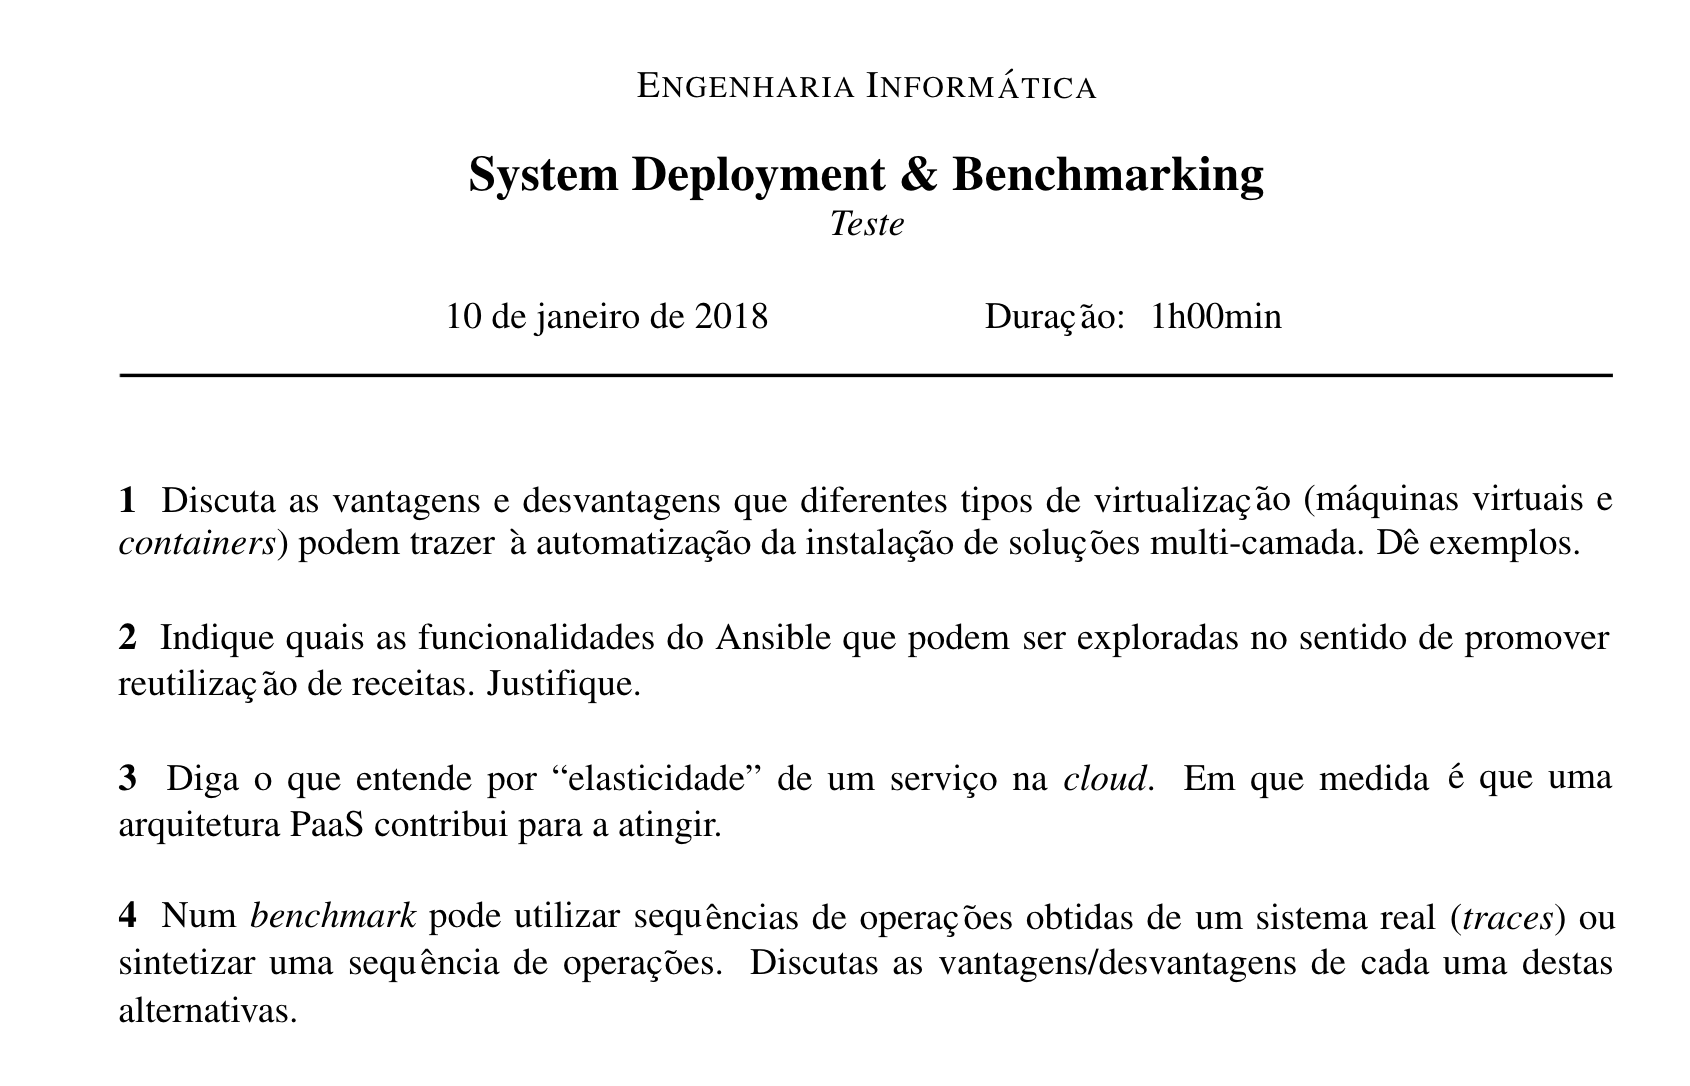 ENGENHARIA INFORMÁTICA
System Deployment & Benchmarking
Teste
10 de janeiro de 2018 Duração: 1h00min
1 Discuta as vantagens e desvantagens que diferentes tipos de virtualização (máquinas virtuais e
containers) podem trazer à automatização da instalação de soluções multi-camada. Dê exemplos.
2 Indique quais as funcionalidades do Ansible que podem ser exploradas no sentido de promover
reutilização de receitas. Justifique.
3 Diga o que entende por “elasticidade” de um serviço na cloud. Em que medida é que uma
arquitetura PaaS contribui para a atingir.
4 Num benchmark pode utilizar sequências de operações obtidas de um sistema real (traces) ou
sintetizar uma sequência de operações. Discutas as vantagens/desvantagens de cada uma destas
alternativas.